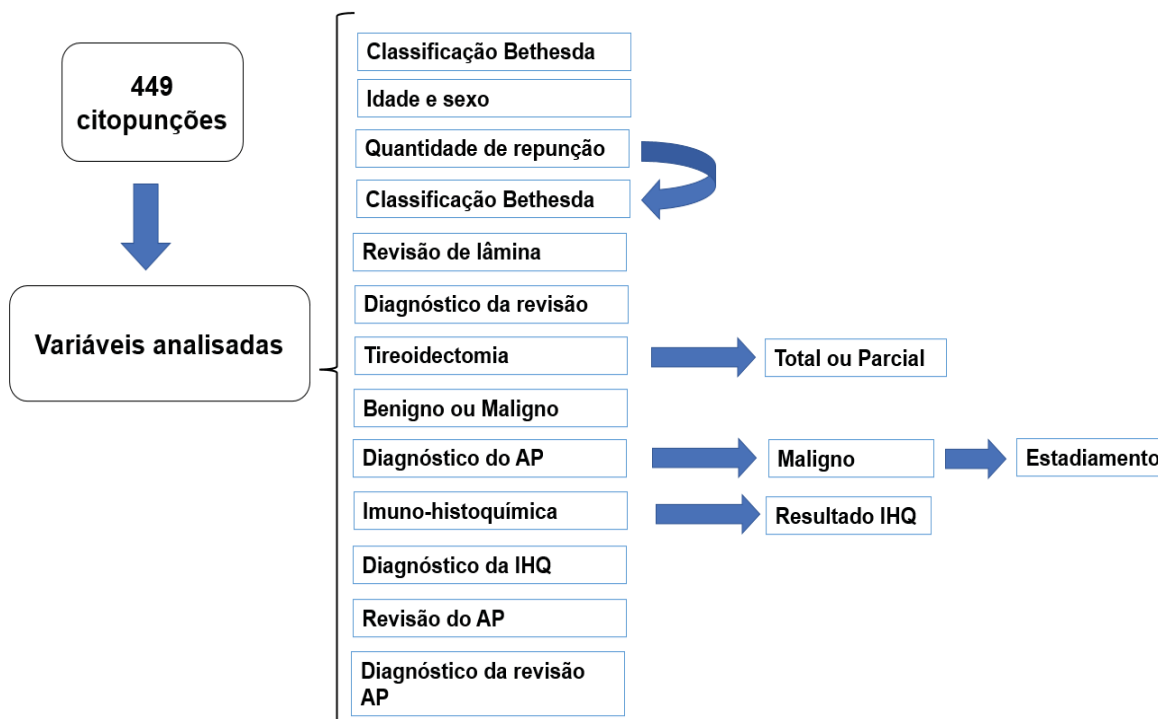 449
citopunções
Variáveis analisadas
Classificação Bethesda
Idade e sexo
Quantidade de repunção
Classificação Bethesda
Revisão de lâmina
Diagnóstico da revisão
Tireoidectomia
Total ou Parcial
Benigno ou Maligno
Diagnóstico do AP
Maligno
Estadiamento
Imuno-histoquímica
Resultado IHQ
Diagnóstico da IHQ
Revisão do AP
Diagnóstico da revisão
AP